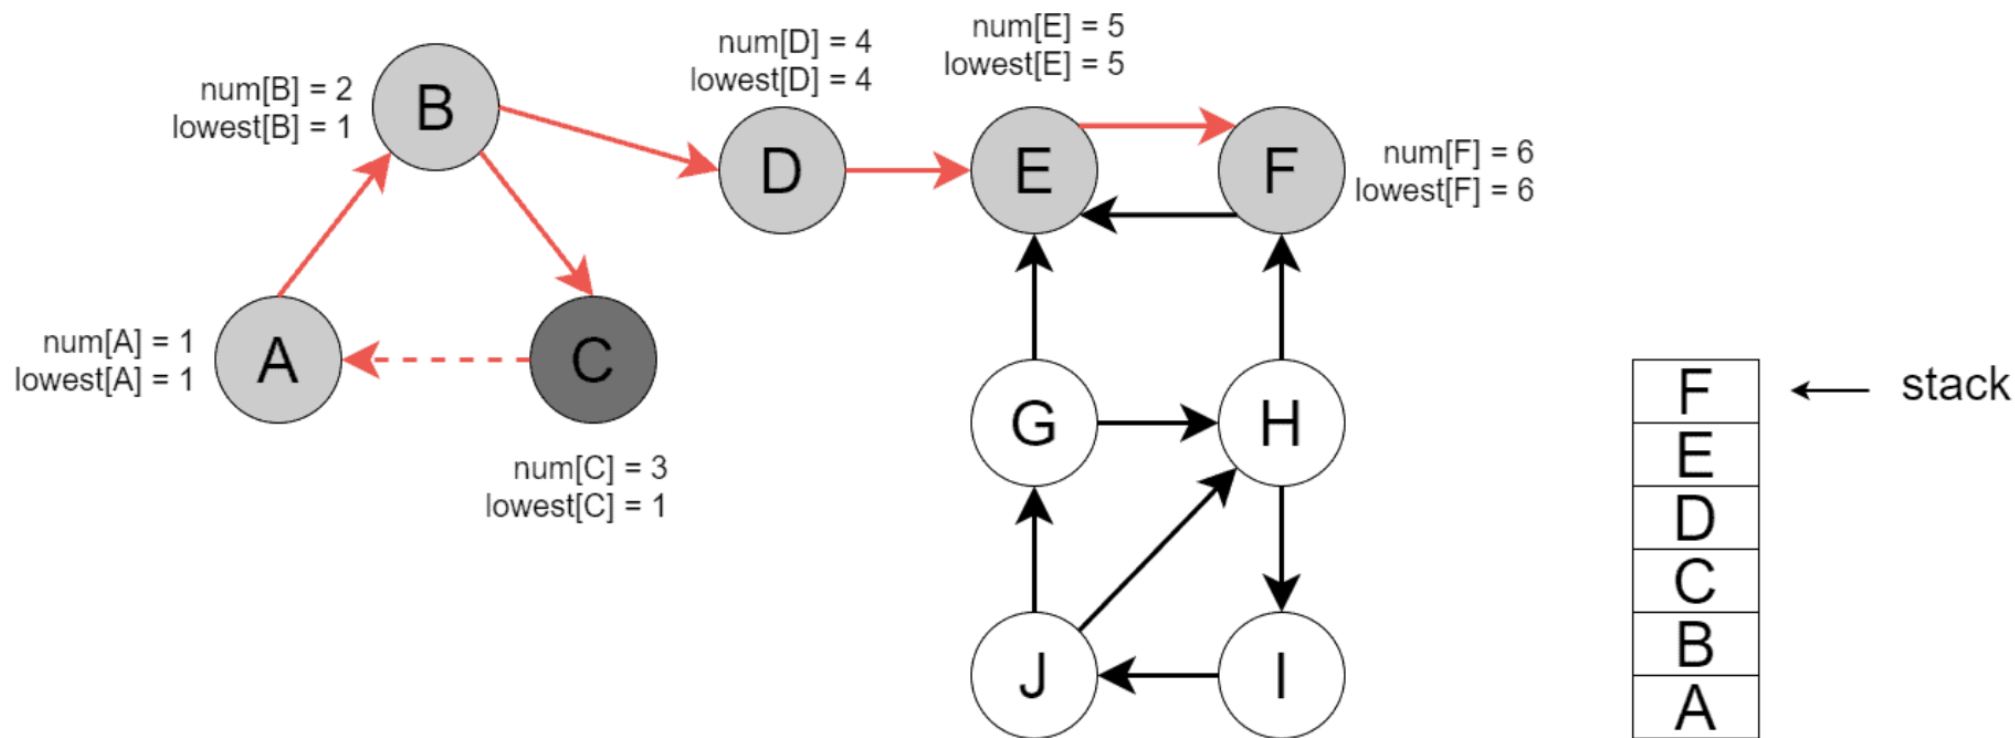 num[E] = 5
lowest[E] = 5
num[D] = 4
lowest[D] = 4
num[B] = 2
lowest[B] = 1
B
D
E
F
num[F] = 6
lowest[F] = 6
num[A] = 1
lowest[A] = 1
A
C
num[C] = 3
lowest[C] = 1
G
H
J
I
F
stack
E
D
C
B
A